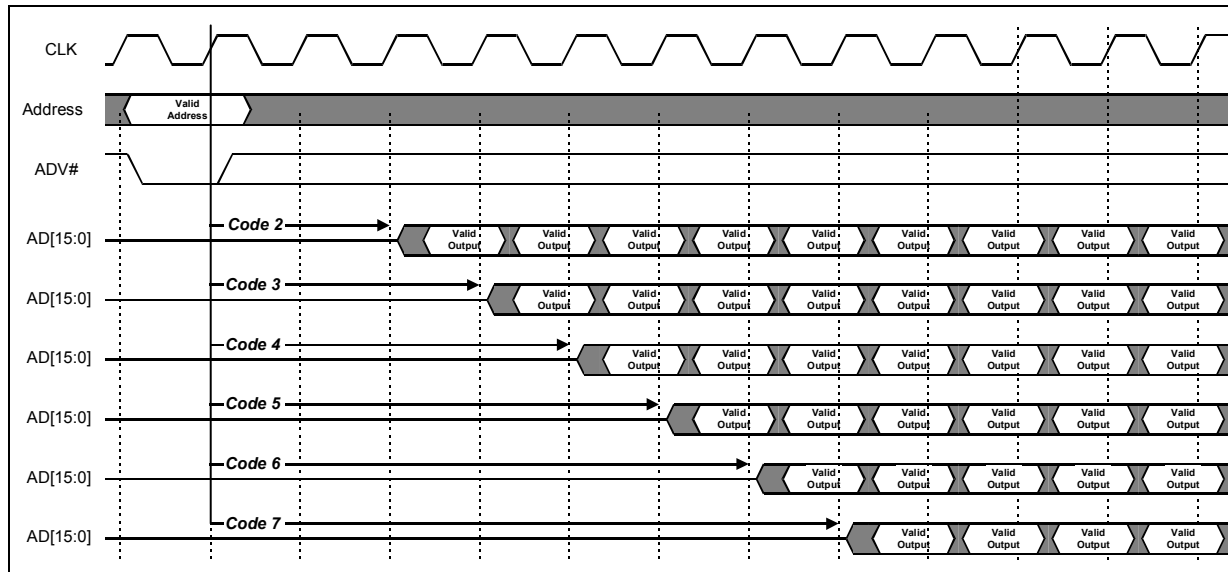 CLK
Address
Valid
Address
ADV#
Code 2
AD[15:0]
Valid Valid Valid Valid Valid Valid Valid Valid Valid
Output Output Output Output Output Output Output Output Output
Code 3
AD[15:0]
Valid Valid Valid Valid Valid Valid Valid Valid
Output Output Output Output Output Output Output Output
Code 4
AD[15:0]
Valid Valid Valid Valid Valid Valid Valid
Output Output Output Output Output Output Output
Code 5
AD[15:0]
Valid Valid Valid Valid Valid Valid
Output Output Output Output Output Output
Code 6
AD[15:0]
Valid Valid Valid Valid Valid
Output Output Output Output Output
Code 7
AD[15:0]
Valid Valid Valid Valid
Output Output Output Output